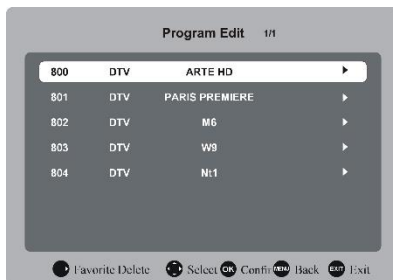 Program Edit 1/1
800 DTV ARTE HD
801 DTV PARIS PREMIERE
802 DTV M6
803 DTV W9
804 DTV Nt1
Favorite Delete Select OK Confir MENU Back EXIT Exit